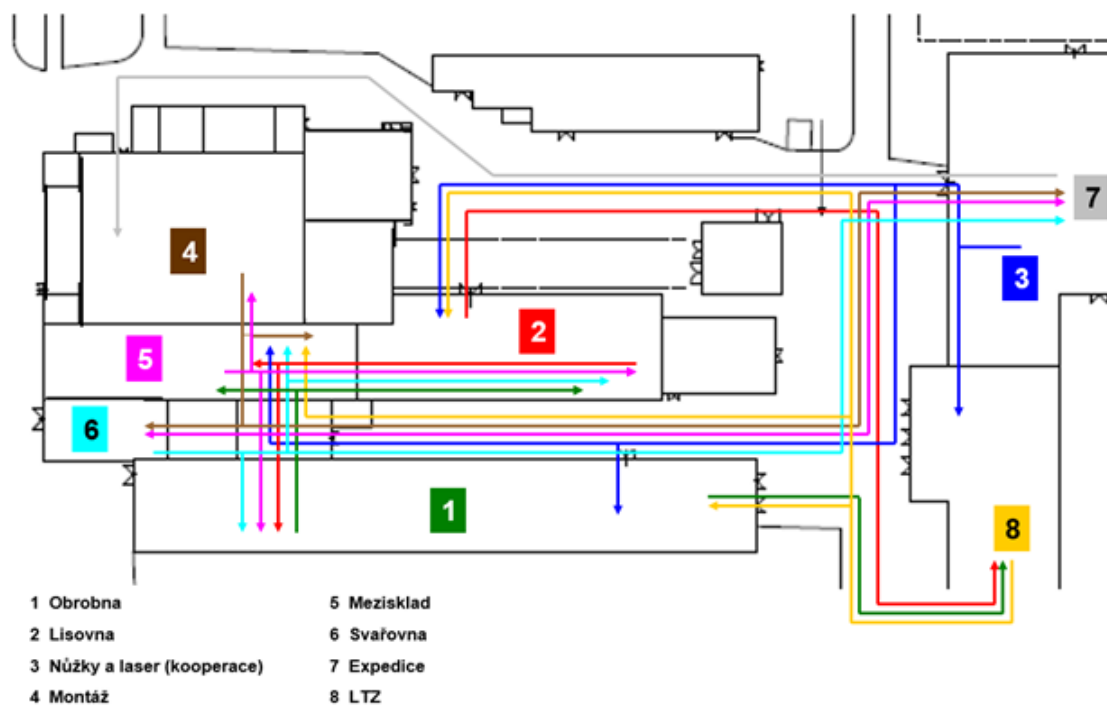 7
4
3
2
5
6
1
8
1 Obrobna
2 Lisovna
3 Nůžky a laser (kooperace)
4 Montáž
5 Mezisklad
6 Svařovna
7 Expedice
8 LTZ